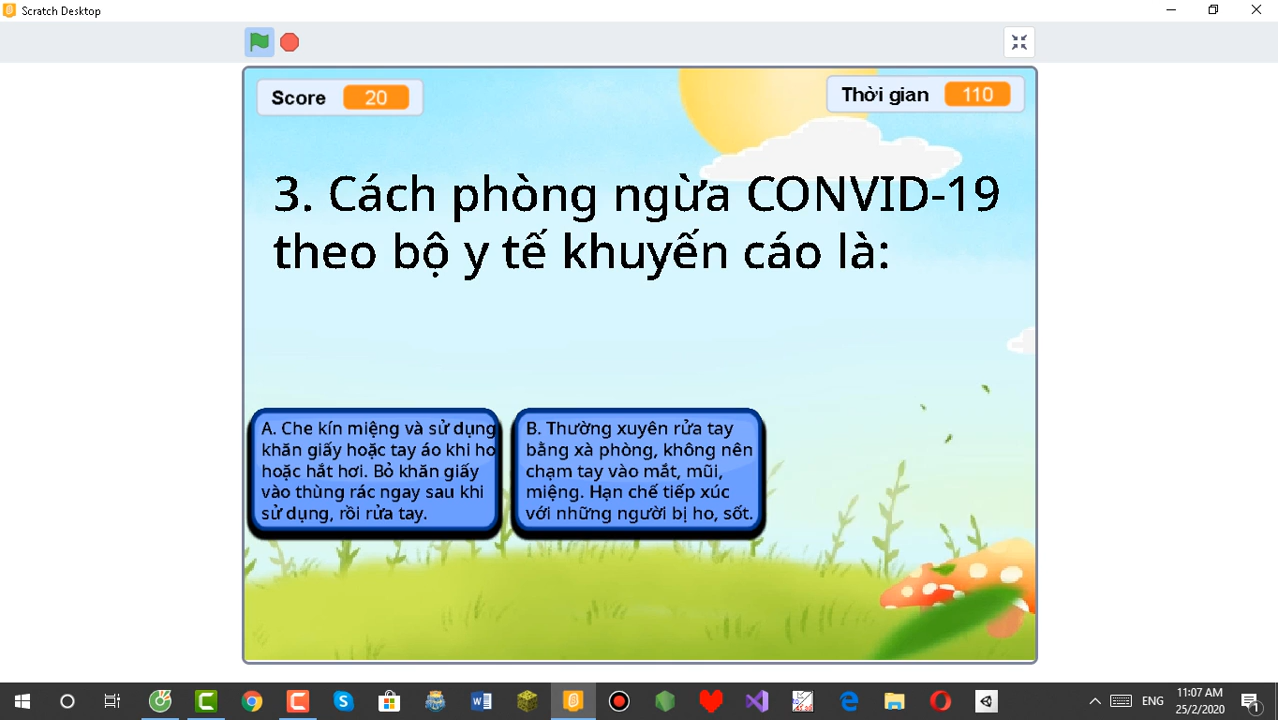 Scratch Desktop
Score 20
Thời gian 110
3. Cách phòng ngừa CONVID-19
theo bộ y tế khuyến cáo là:
A. Che kín miệng và sử dụng
khăn giấy hoặc tay áo khi ho
hoặc hắt hơi. Bỏ khăn giấy
vào thùng rác ngay sau khi
sử dụng, rồi rửa tay.
B. Thường xuyên rửa tay
bằng xà phòng, không nên
chạm tay vào mắt, mũi,
miệng. Hạn chế tiếp xúc
với những người bị ho, sốt.
ENG
11:07 AM
25/2/2020
1